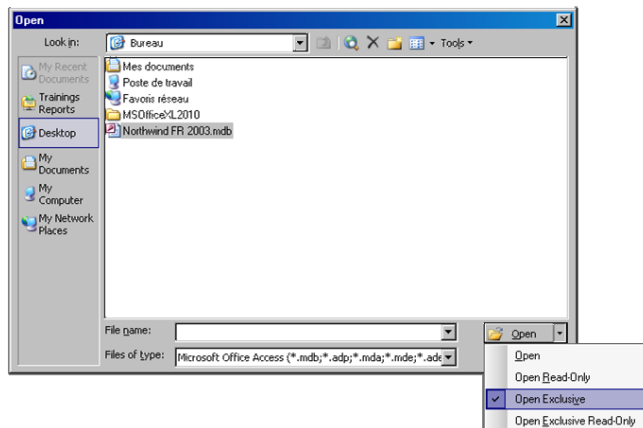 Open
Look in: Bureau Tools
My Recent
Documents
Trainings
Reports
Desktop
My
Documents
My
Computer
My Network
Places
Mes documents
Poste de travail
Favoris réseau
MSOfficeXL2010
Northwind FR 2003.mdb
File name:
Files of type: Microsoft Office Access (*.mdb;*.adp;*.mda;*.mde;*.ade
Open
Open
Open Read-Only
Open Exclusive
Open Exclusive Read-Only